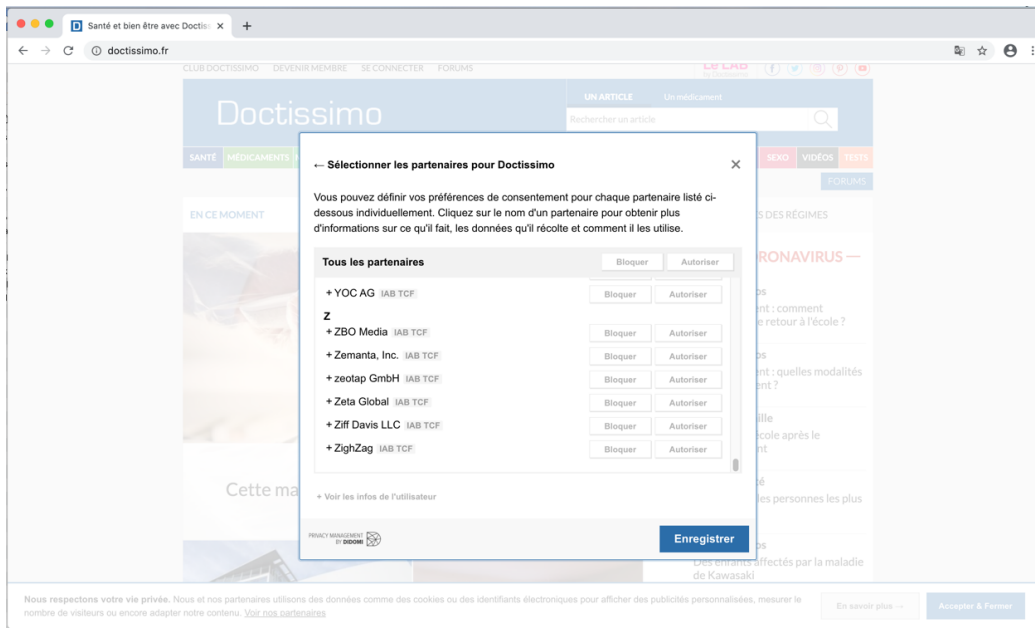 Santé et bien être avec Doctis
doctissimo.fr
CLUB DOCTISSIMO DEVENIR MEMBRE SE CONNECTER FORUMS
Le LAB
Doctissimo
UN ARTICLE Un médicament
Rechercher un article
SANTÉ MÉDICAMENTS SEXO VIDÉOS TESTS
FORUMS
EN CE MOMENT
S DES RÉGIMES
← Sélectionner les partenaires pour Doctissimo
Vous pouvez définir vos préférences de consentement pour chaque partenaire listé ci-
dessous individuellement. Cliquez sur le nom d'un partenaire pour obtenir plus
d'informations sur ce qu'il fait, les données qu'il récolte et comment il les utilise.
Tous les partenaires Bloquer Autoriser
+ YOC AG IAB TCF Bloquer Autoriser
Z
+ ZBO Media IAB TCF Bloquer Autoriser
+ Zemanta, Inc. IAB TCF Bloquer Autoriser
+ zeotap GmbH IAB TCF Bloquer Autoriser
+ Zeta Global IAB TCF Bloquer Autoriser
+ Ziff Davis LLC IAB TCF Bloquer Autoriser
+ ZighZag IAB TCF Bloquer Autoriser
+ Voir les infos de l'utilisateur
PRIVACY MANAGEMENT
BY DIDOMI
Enregistrer
RONAVIRUS —
os
ent : comment
e retour à l'école ?
os
ent : quelles modalités
ent ?
ille
école après le
nt
té
les personnes les plus
os
Des enfants affectés par la maladie
de Kawasaki
Cette ma
Nous respectons votre vie privée. Nous et nos partenaires utilisons des données comme des cookies ou des identifiants électroniques pour afficher des publicités personnalisées, mesurer le
nombre de visiteurs ou encore adapter notre contenu. Voir nos partenaires
En savoir plus →
Accepter & Fermer